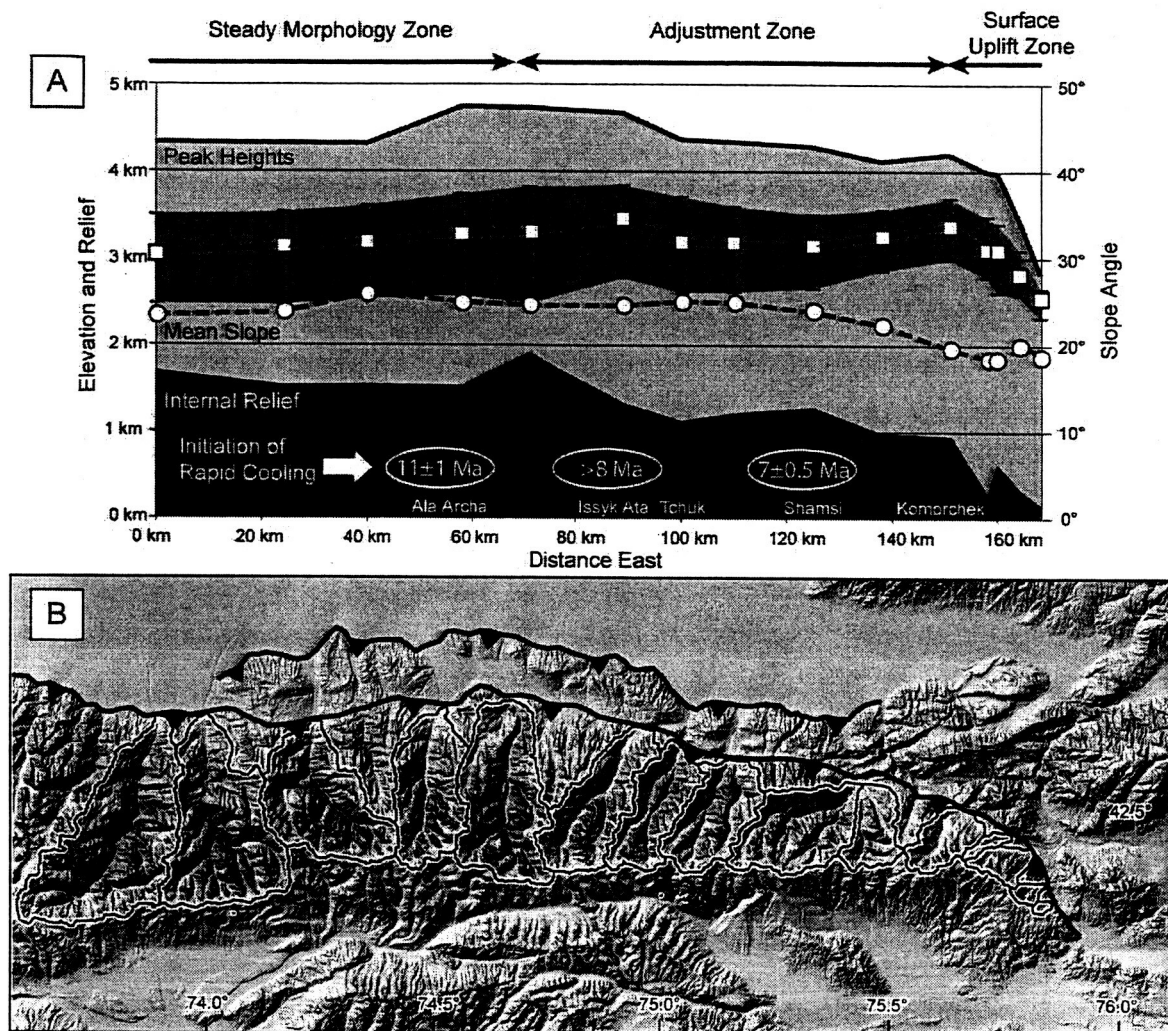 Steady Morphology Zone
Adjustment Zone
Surface
Uplift Zone
A
5 km
4 km
3 km
2 km
1 km
0 km
Elevation and Relief
Peak Heights
Mean Slope
Internal Relief
Initiation of
Rapid Cooling
11±1 Ma
>8 Ma
7±0.5 Ma
Ala Archa
Issyk Ata
Tchuk
Shamsi
Komorchek
50°
40°
30°
20°
10°
0°
Slope Angle
0 km
20 km
40 km
60 km
80 km
100 km
120 km
140 km
160 km
Distance East
B
42.5°
74.0°
74.5°
75.0°
75.5°
76.0°